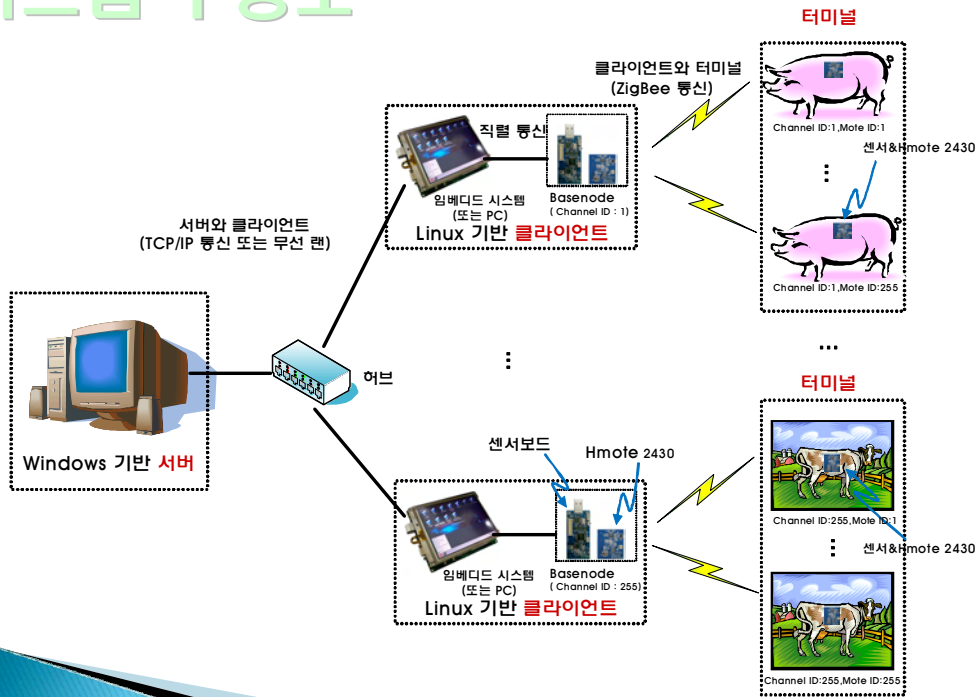 터미널
클라이언트와 터미널
(ZigBee 통신)
직렬 통신
Channel ID:1,Mote ID:1
센서&Hmote 2430
임베디드 시스템
(또는 PC)
Basenode
( Channel ID : 1)
Linux 기반 클라이언트
서버와 클라이언트
(TCP/IP 통신 또는 무선 랜)
Channel ID:1,Mote ID:255
허브
터미널
Windows 기반 서버
센서보드
Hmote 2430
Channel ID:255,Mote ID:1
센서&Hmote 2430
임베디드 시스템
(또는 PC)
Basenode
( Channel ID : 255)
Linux 기반 클라이언트
Channel ID:255,Mote ID:255